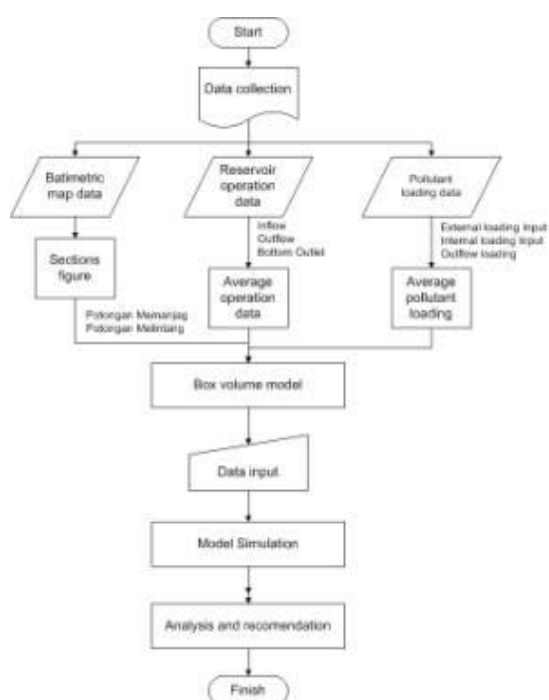 Start
Data collection
Batimetric
map data
Reservoir
operation
data
Pollutant
loading data
Inflow
Outflow
Bottom Outlet
External loading Input
Internal loading Input
Outflow loading
Sections
figure
Average
operation
data
Average
pollutant
loading
Potongan Memanjag
Potongan Melintang
Box volume model
Data input
Model Simulation
Analysis and recomendation
Finish